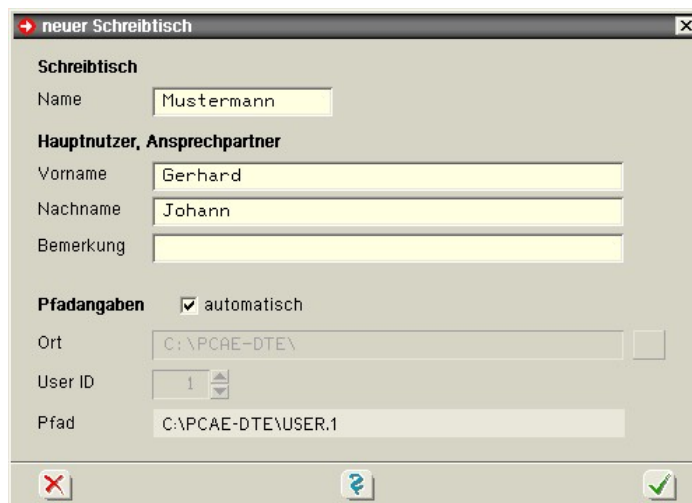 neuer Schreibtisch
Schreibtisch
Name Mustermann
Hauptnutzer, Ansprechpartner
Vorname Gerhard
Nachname Johann
Bemerkung
Pfadangaben automatisch
Ort C:\PCAE-DTE\
User ID 1
Pfad C:\PCAE-DTE\USER.1